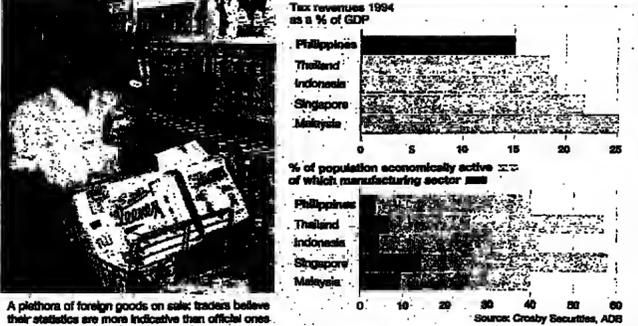 Tax revenues 1994
as a % of GDP
Philippines
Thailand
Indonesia
Singapore
Malaysia
0 5 10 15 20 25
% of population economically active
of which manufacturing sector
Philippines
Thailand
Indonesia
Singapore
Malaysia
0 10 20 30 40 50 60
Source: Crosby Securities, ADB
A plethora of foreign goods on sale: traders believe
their statistics are more indicative than official ones